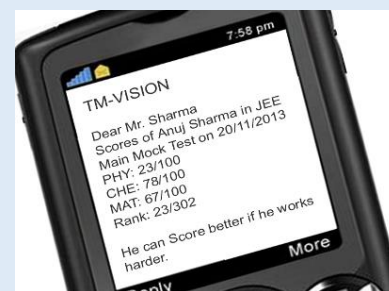 7:58 pm
TM-VISION
Dear Mr. Sharma
Scores of Anuj Sharma in JEE
Main Mock Test on 20/11/2013
PHY: 23/100
CHE: 78/100
MAT: 67/100
Rank: 23/302
He can Score better if he works
harder.
Reply
More